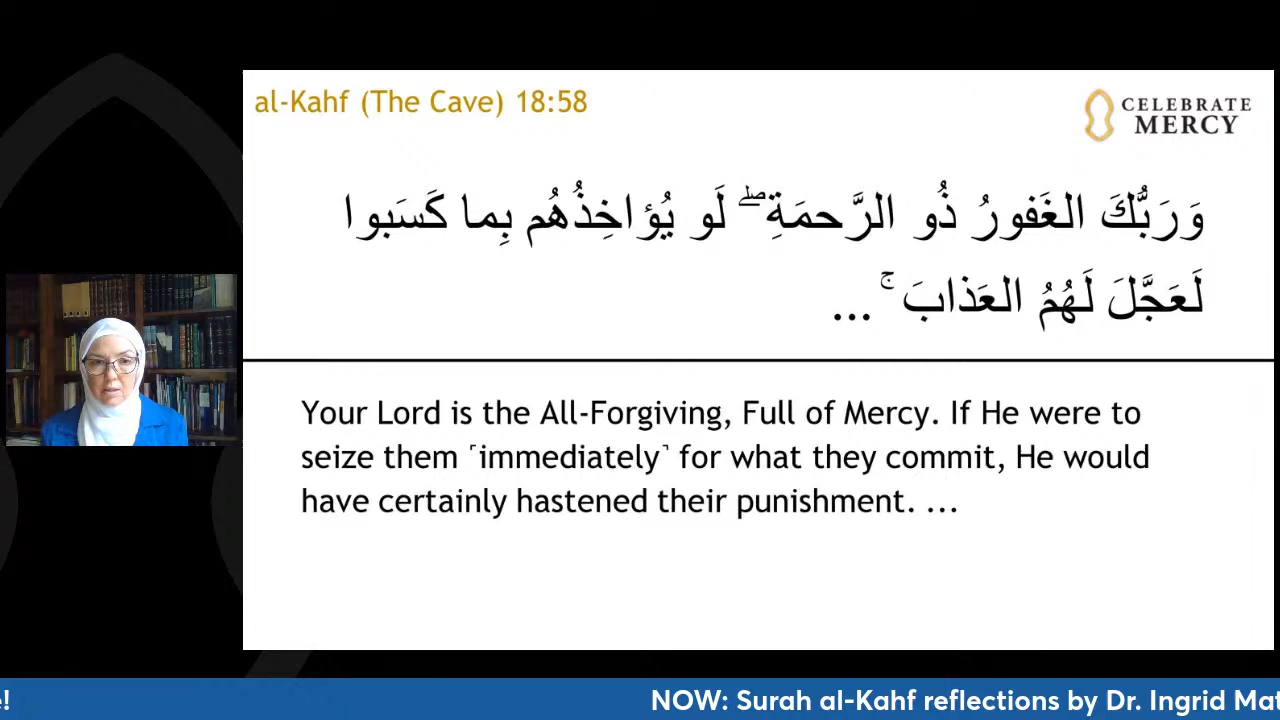 al-Kahf (The Cave) 18:58
CELEBRATE
MERCY
وَرَبُّكَ الغَفورُ ذُو الرَّحمَةِ ۖ لَو يُؤاخِذُهُم بِما كَسَبوا
لَعَجَّلَ لَهُمُ العَذابَ ۚ ...
Your Lord is the All-Forgiving, Full of Mercy. If He were to
seize them ˹immediately˺ for what they commit, He would
have certainly hastened their punishment. ...
e! NOW: Surah al-Kahf reflections by Dr. Ingrid Mat